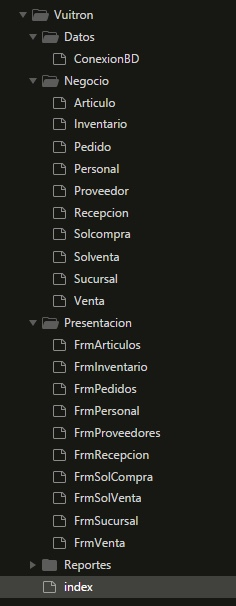 Vuitron
Datos
ConexionBD
Negocio
Articulo
Inventario
Pedido
Personal
Proveedor
Recepcion
Solcompra
Solventa
Sucursal
Venta
Presentacion
FrmArticulos
FrmInventario
FrmPedidos
FrmPersonal
FrmProveedores
FrmRecepcion
FrmSolCompra
FrmSolVenta
FrmSucursal
FrmVenta
Reportes
index